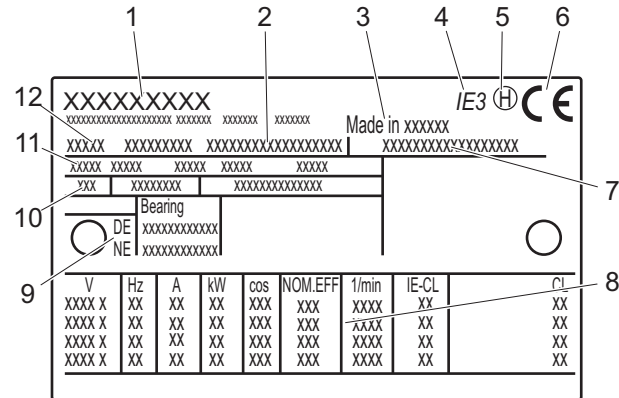 1 2 3 4 5 6
XXXXXXXXX IE3 H CE
XXXXXXXXXXXXXXXXXXXXX XXXXXXX XXXXXXX XXXXXXX
Made in xxxxxx
12 XXXXX XXXXXXXXX XXXXXXXXXXXXXXXXXX XXXXXXXXXXXXXXXXXX 7
11 XXXXX XXXXX XXXXX XXXXX XXXXX
10 XXX XXXXXXXX XXXXXXXXXXXXXX
Bearing
9 DE XXXXXXXXXXXX
NE XXXXXXXXXXXX
V Hz A kW cos NOM.EFF 1/min IE-CL CL 8
XXXX X XX XX XX XXX XXX XXXX XX XX
XXXX X XX XX XX XXX XXX XXXX XX XX
XXXX X XX XX XX XXX XXX XXXX XX XX
XXXX X XX XX XX XXX XXX XXXX XX XX